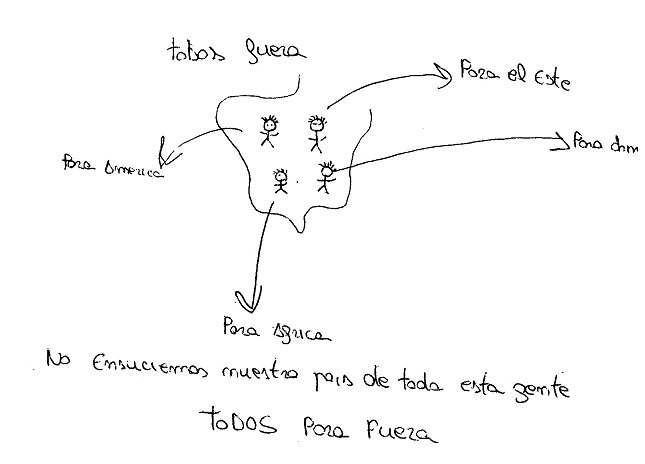 todos fuera
Para el Este
Para
Para America
Para Africa
No Ensuciemos nuestro pais de toda esta gente
toDOS Para Fuera